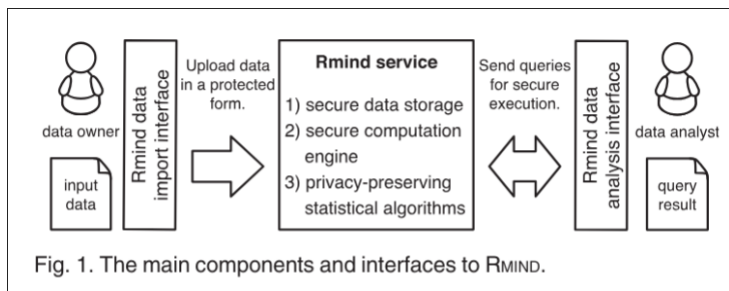 data owner
input
data
Rmind data
import interface
Upload data
in a protected
form.
Rmind service
1) secure data storage
2) secure computation
engine
3) privacy-preserving
statistical algorithms
Send queries
for secure
execution.
Rmind data
analysis interface
data analyst
query
result
Fig. 1. The main components and interfaces to RMIND.